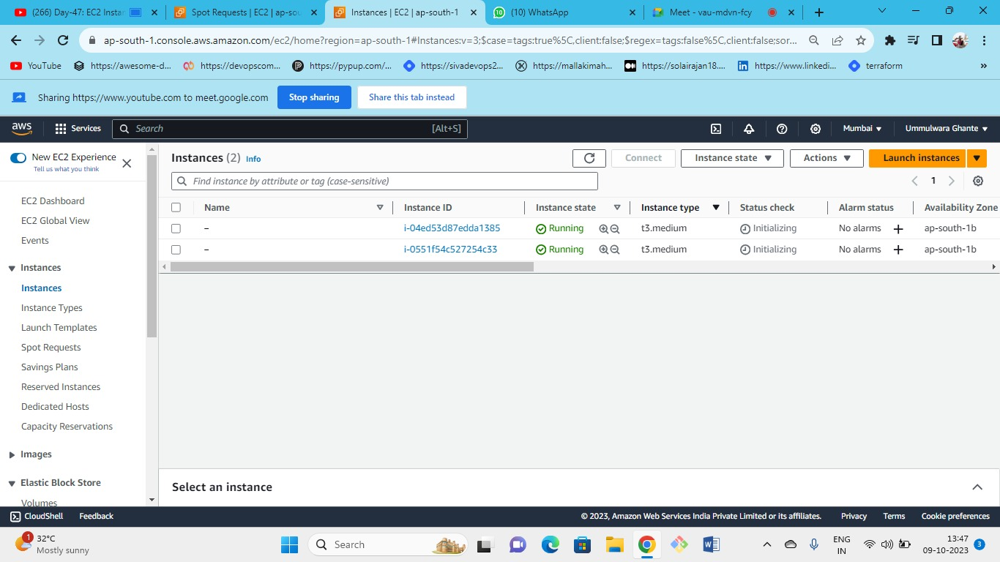 (266) Day-47: EC2 Instan
Spot Requests | EC2 | ap-sou
Instances | EC2 | ap-south-1
(10) WhatsApp
Meet - vau-mdvn-fcy
ap-south-1.console.aws.amazon.com/ec2/home?region=ap-south-1#Instances:v=3;$case=tags:true%5C,client:false;$regex=tags:false%5C,client:false;sor...
YouTube
https://awesome-d...
https://devopscom...
https://pypup.com/...
https://sivadevops2...
https://mallakimah...
https://solairajan18....
https://www.linkedi...
terraform
»
Sharing https://www.youtube.com to meet.google.com
Stop sharing
Share this tab instead
aws
Services
Search
[Alt+S]
Mumbai
Ummulwara Ghante
New EC2 Experience
Tell us what you think
EC2 Dashboard
EC2 Global View
Events
Instances
Instances
Instance Types
Launch Templates
Spot Requests
Savings Plans
Reserved Instances
Dedicated Hosts
Capacity Reservations
Images
Elastic Block Store
Volumes
Instances (2) Info
Connect
Instance state
Actions
Launch instances
Find instance by attribute or tag (case-sensitive)
1
Name Instance ID Instance state Instance type Status check Alarm status Availability Zone
– i-04ed53d87edda1385 Running t3.medium Initializing No alarms + ap-south-1b
– i-0551f54c527254c33 Running t3.medium Initializing No alarms + ap-south-1b
Select an instance
CloudShell
Feedback
© 2023, Amazon Web Services India Private Limited or its affiliates.
Privacy
Terms
Cookie preferences
1
32°C
Mostly sunny
Search
ENG
IN
13:47
09-10-2023
3